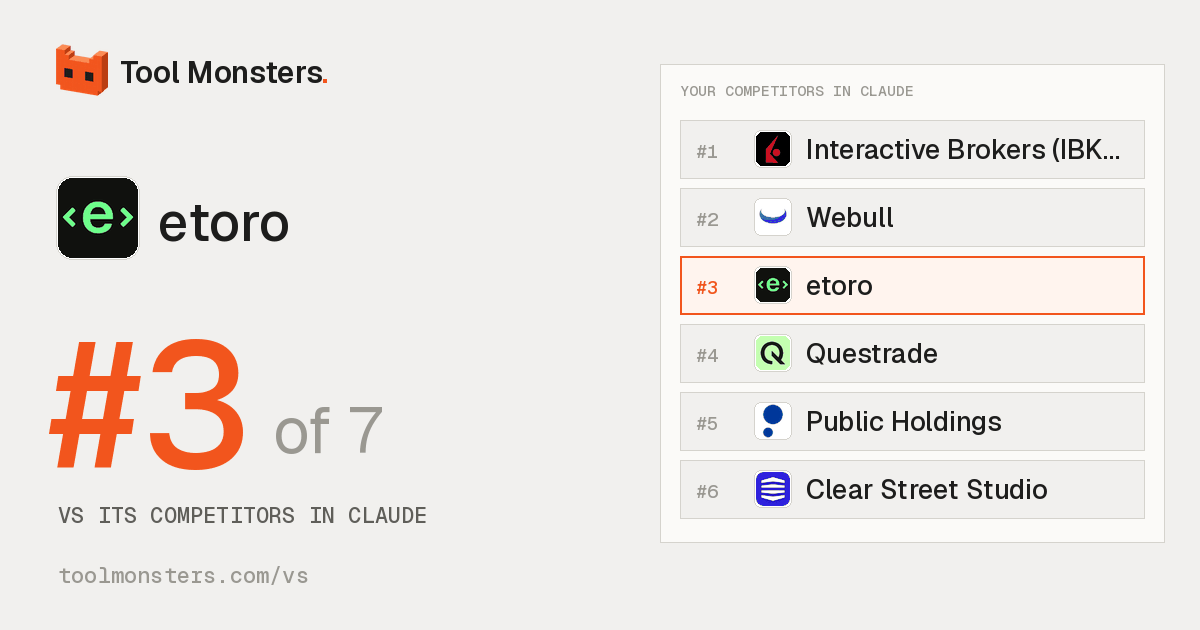 Tool Monsters.
<e> etoro
#3 of 7
VS ITS COMPETITORS IN CLAUDE
toolmonsters.com/vs
YOUR COMPETITORS IN CLAUDE
#1 Interactive Brokers (IBK...
#2 Webull
#3 <e> etoro
#4 Q Questrade
#5 Public Holdings
#6 Clear Street Studio